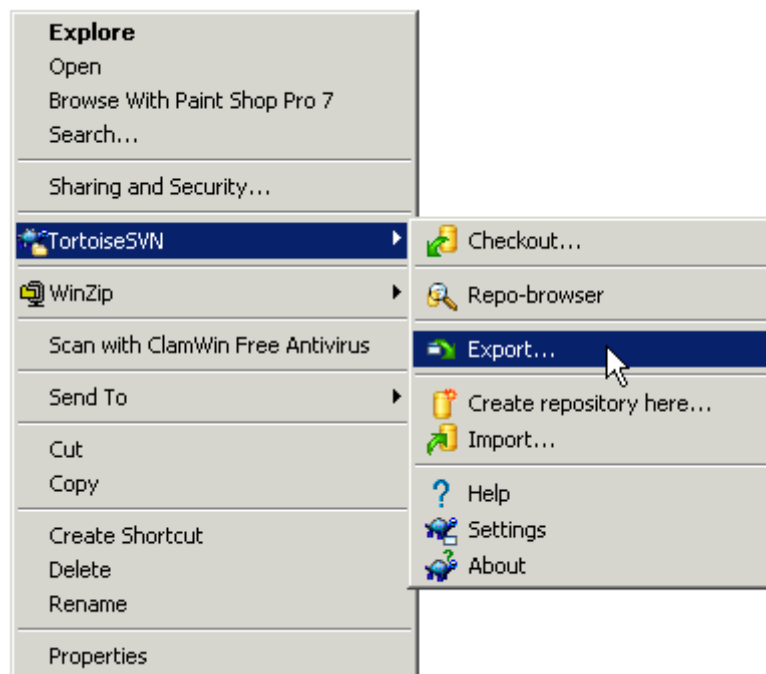 Explore
Open
Browse With Paint Shop Pro 7
Search...
Sharing and Security...
TortoiseSVN
WinZip
Scan with ClamWin Free Antivirus
Send To
Cut
Copy
Create Shortcut
Delete
Rename
Properties
Checkout...
Repo-browser
Export...
Create repository here...
Import...
Help
Settings
About